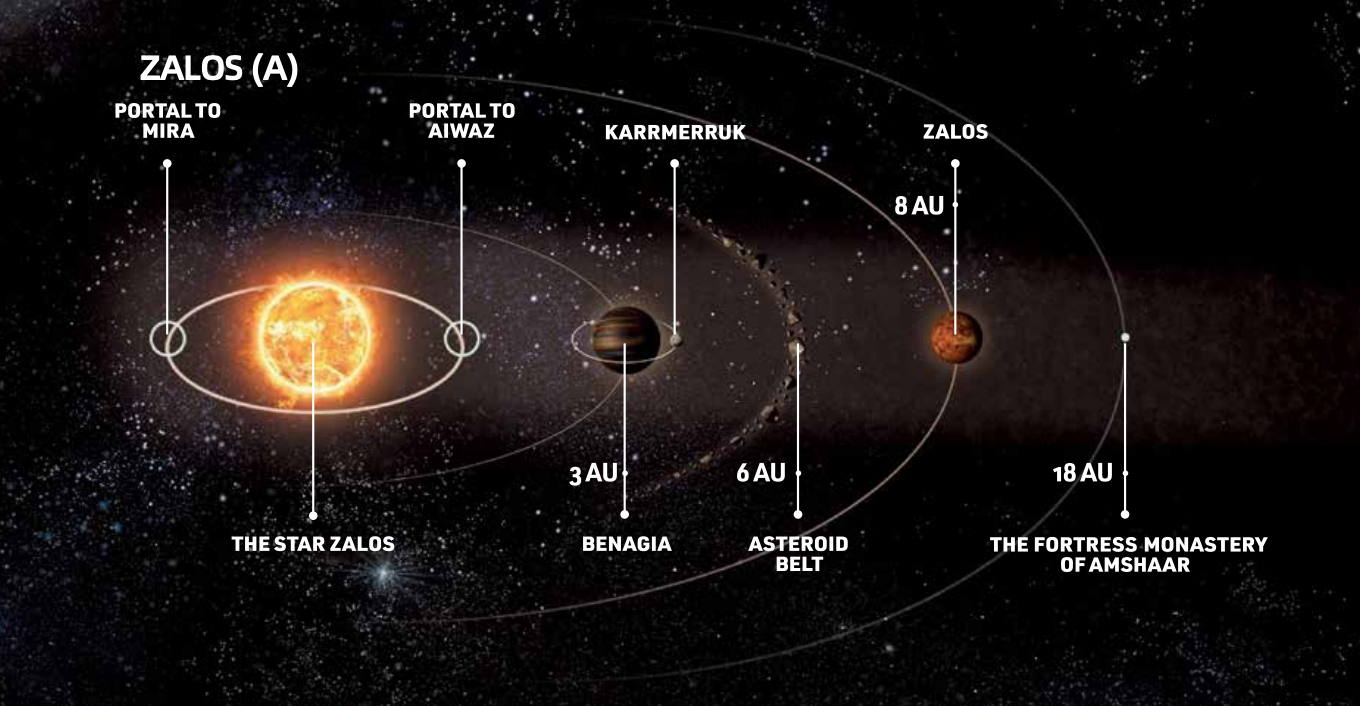 ZALOS (A)
PORTAL TO
MIRA
PORTAL TO
AIWAZ
KARRMERRUK
ZALOS
8 AU
3 AU
6 AU
18 AU
THE STAR ZALOS
BENAGIA
ASTEROID
BELT
THE FORTRESS MONASTERY
OF AMSHAAR